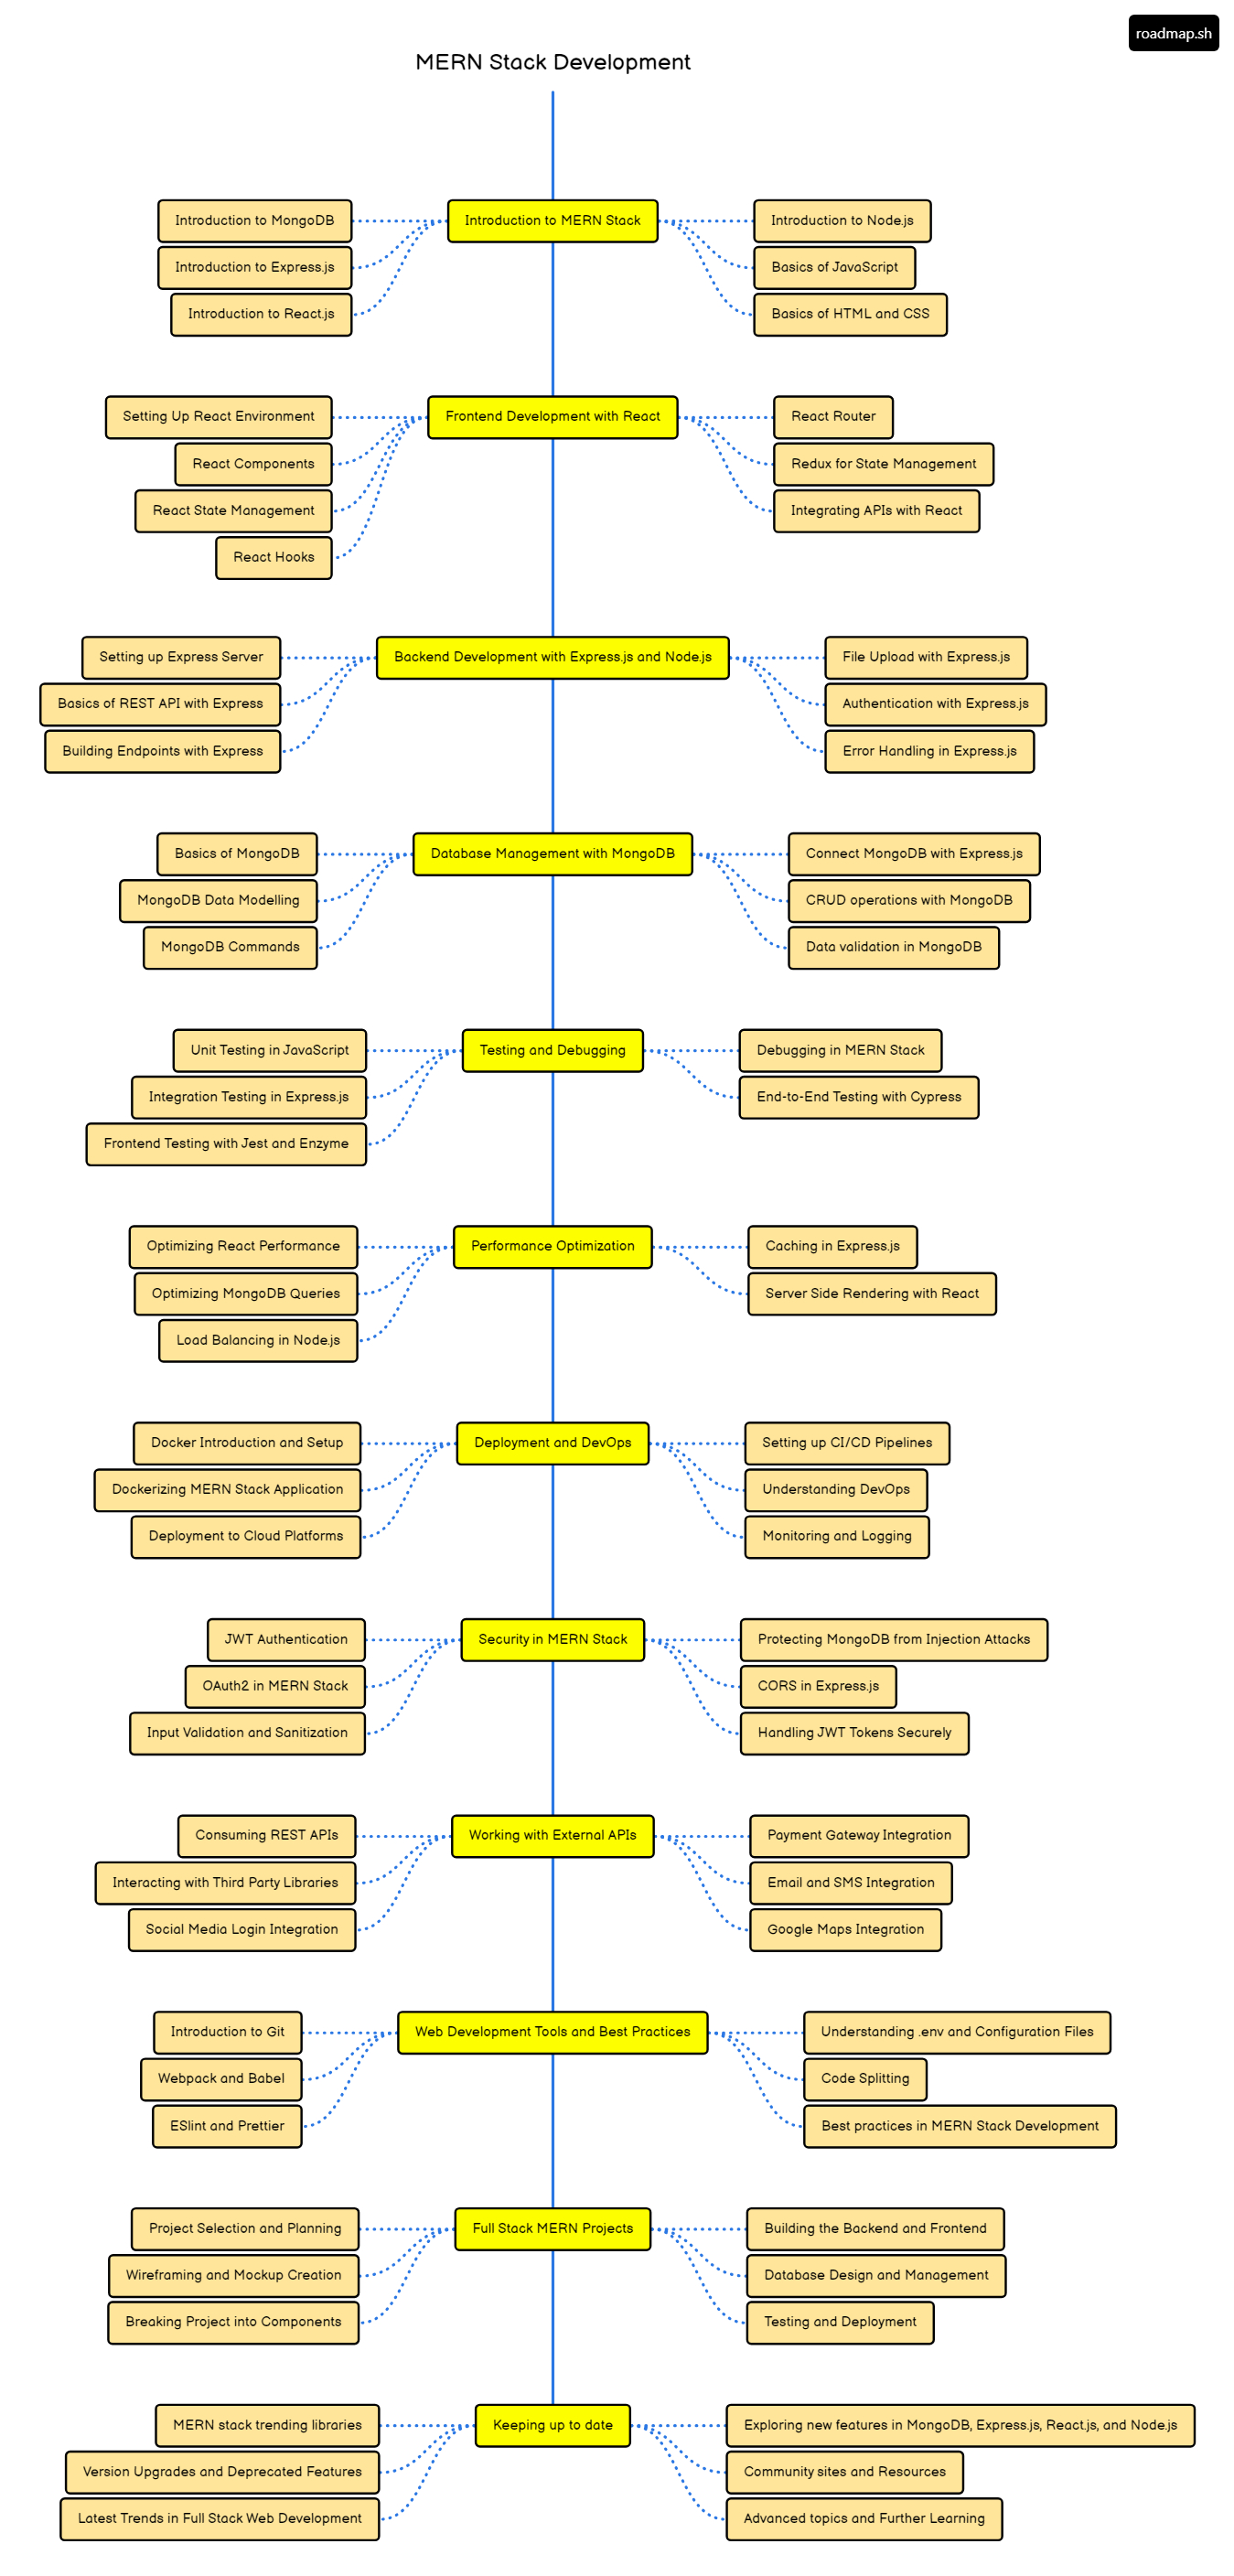 roadmap.sh
MERN Stack Development
Introduction to MERN Stack
Introduction to MongoDB
Introduction to Express.js
Introduction to React.js
Introduction to Node.js
Basics of JavaScript
Basics of HTML and CSS
Frontend Development with React
Setting Up React Environment
React Components
React State Management
React Hooks
React Router
Redux for State Management
Integrating APIs with React
Backend Development with Express.js and Node.js
Setting up Express Server
Basics of REST API with Express
Building Endpoints with Express
File Upload with Express.js
Authentication with Express.js
Error Handling in Express.js
Database Management with MongoDB
Basics of MongoDB
MongoDB Data Modelling
MongoDB Commands
Connect MongoDB with Express.js
CRUD operations with MongoDB
Data validation in MongoDB
Testing and Debugging
Unit Testing in JavaScript
Integration Testing in Express.js
Frontend Testing with Jest and Enzyme
Debugging in MERN Stack
End-to-End Testing with Cypress
Performance Optimization
Optimizing React Performance
Optimizing MongoDB Queries
Load Balancing in Node.js
Caching in Express.js
Server Side Rendering with React
Deployment and DevOps
Docker Introduction and Setup
Dockerizing MERN Stack Application
Deployment to Cloud Platforms
Setting up CI/CD Pipelines
Understanding DevOps
Monitoring and Logging
Security in MERN Stack
JWT Authentication
OAuth2 in MERN Stack
Input Validation and Sanitization
Protecting MongoDB from Injection Attacks
CORS in Express.js
Handling JWT Tokens Securely
Working with External APIs
Consuming REST APIs
Interacting with Third Party Libraries
Social Media Login Integration
Payment Gateway Integration
Email and SMS Integration
Google Maps Integration
Web Development Tools and Best Practices
Introduction to Git
Webpack and Babel
ESlint and Prettier
Understanding .env and Configuration Files
Code Splitting
Best practices in MERN Stack Development
Full Stack MERN Projects
Project Selection and Planning
Wireframing and Mockup Creation
Breaking Project into Components
Building the Backend and Frontend
Database Design and Management
Testing and Deployment
Keeping up to date
MERN stack trending libraries
Version Upgrades and Deprecated Features
Latest Trends in Full Stack Web Development
Exploring new features in MongoDB, Express.js, React.js, and Node.js
Community sites and Resources
Advanced topics and Further Learning